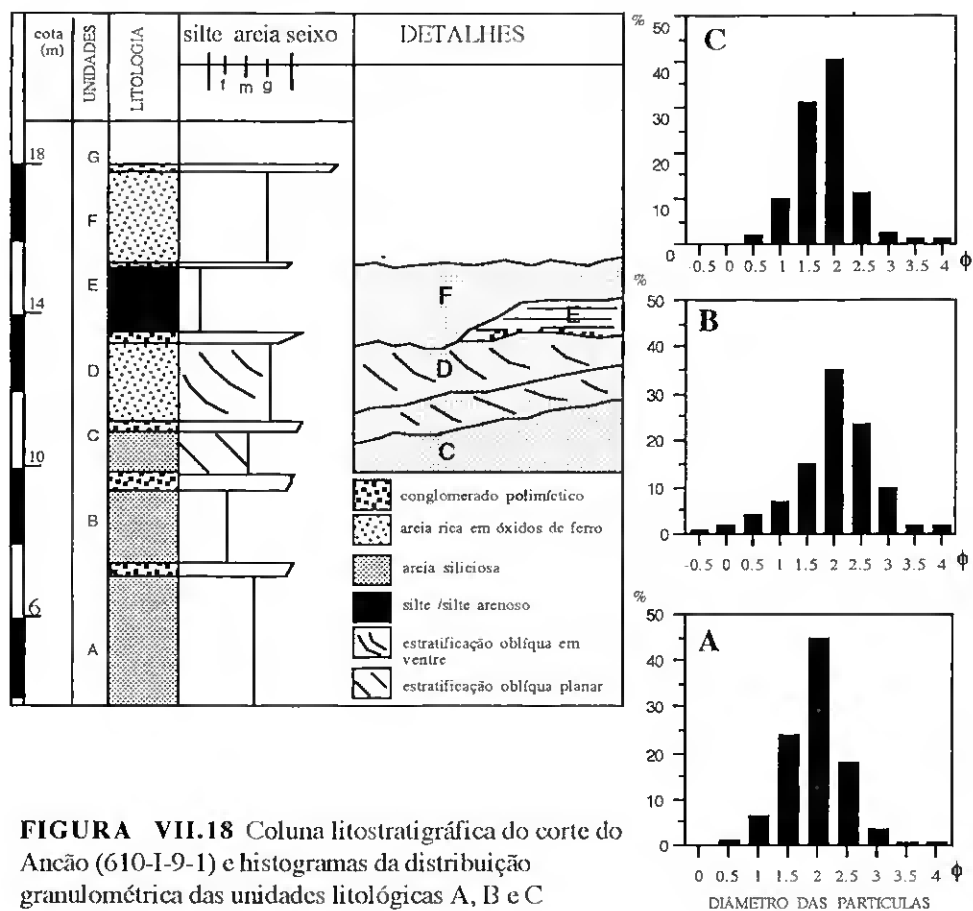 cota
(m)
UNIDADES
LITOLOGIA
silte areia seixo
f m g
DETALHES
18
14
10
6
G
F
E
D
C
B
A
F
E
D
C
conglomerado polimíctico
areia rica em óxidos de ferro
areia siliciosa
silte /silte arenoso
estratificação oblíqua em
ventre
estratificação oblíqua planar
C
%
50
40
30
20
10
0
-0.5 0 0.5 1 1.5 2 2.5 3 3.5 4 ϕ
B
%
50
40
30
20
10
0
-0.5 0 0.5 1 1.5 2 2.5 3 3.5 4 ϕ
A
%
50
40
30
20
10
0
0 0.5 1 1.5 2 2.5 3 3.5 4 ϕ
DIÂMETRO DAS PARTÍCULAS
FIGURA VII.18 Coluna litostratigráfica do corte do
Ancão (610-I-9-1) e histogramas da distribuição
granulométrica das unidades litológicas A, B e C